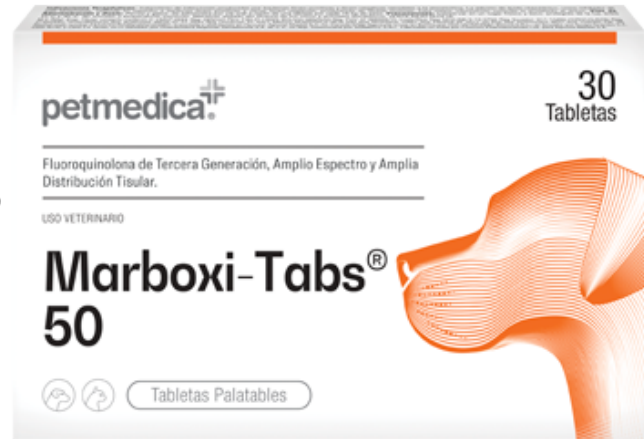 petmedica
30
Tabletas
Fluoroquinolona de Tercera Generación, Amplio Espectro y Amplia
Distribución Tisular.
USO VETERINARIO
Marboxi-Tabs®
50
Tabletas Palatables